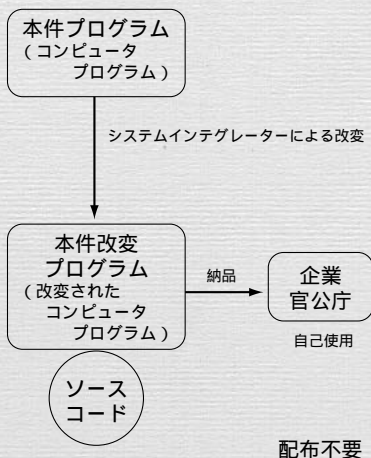 本件プログラム
（コンピュータ
プログラム）
システムインテグレーターによる改変
本件改変
プログラム
（改変された
コンピュータ
プログラム）
納品
企業
官公庁
自己使用
ソース
コード
配布不要